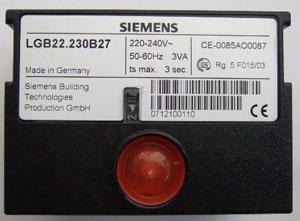 SIEMENS
LGB22.230B27
220-240V~
50-60Hz 3VA
ts max. 3 sec.
CE-0085AO0087
Rg. 5 F015/03
Made in Germany
Siemens Building
Technologies
Production GmbH
CE
0712100110